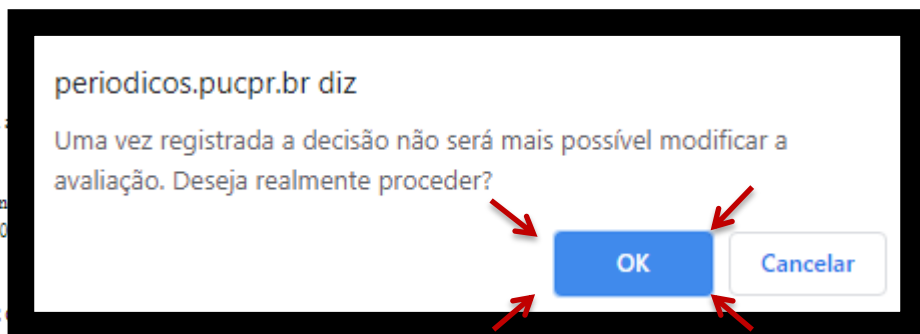 periodicos.pucpr.br diz
Uma vez registrada a decisão não será mais possível modificar a
avaliação. Deseja realmente proceder?
OK
Cancelar